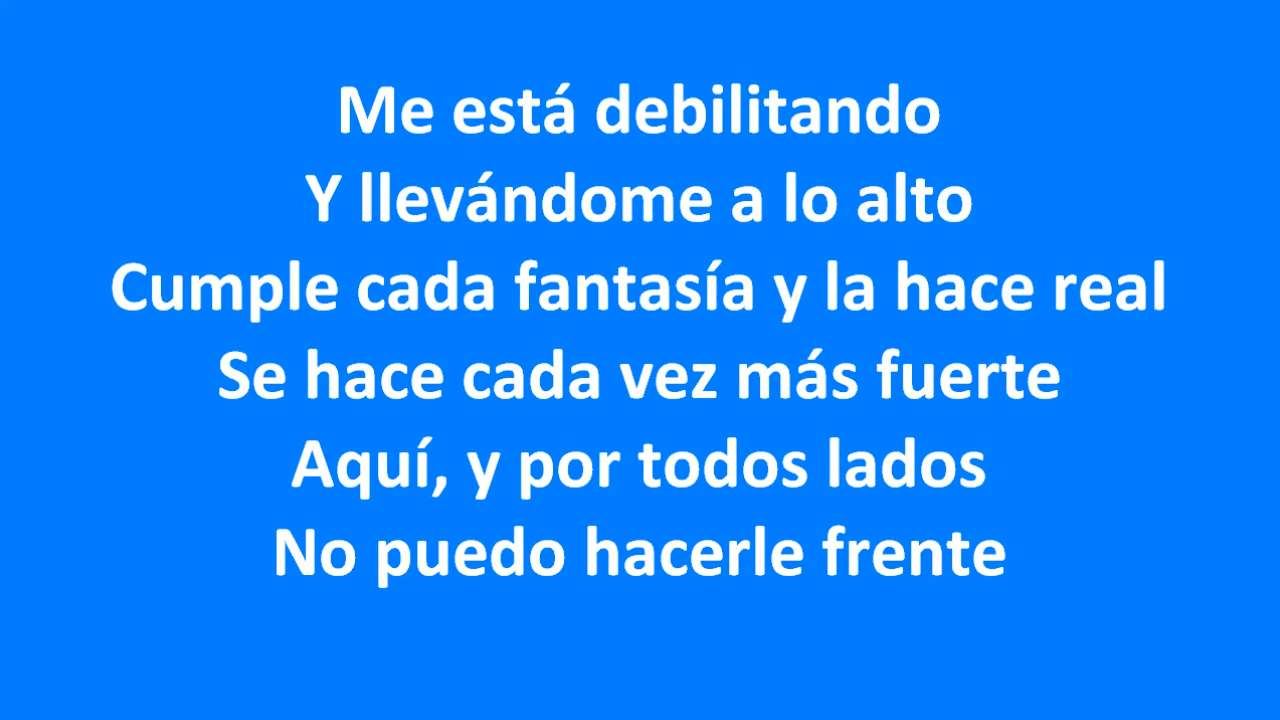 Me está debilitando
Y llevándome a lo alto
Cumple cada fantasía y la hace real
Se hace cada vez más fuerte
Aquí, y por todos lados
No puedo hacerle frente